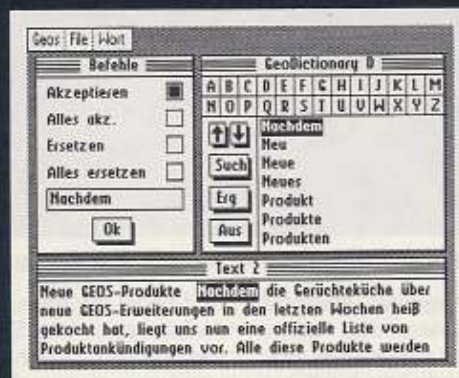 Geos File Wort
Befehle
Akzeptieren
Alles akz.
Ersetzen
Alles ersetzen
Nachdem
Ok
GeoDictionary D
A B C D E F G H I J K L M
N O P Q R S T U V W X Y Z
Such
Erg
Aus
Nachdem
Neu
Neue
Neues
Produkt
Produkte
Produkten
Text 2
Neue GEOS-Produkte Nachdem die Gerüchteküche über
neue GEOS-Erweiterungen in den letzten Wochen heiß
gekocht hat, liegt uns nun eine offizielle Liste von
Produktankündigungen vor. Alle diese Produkte werden